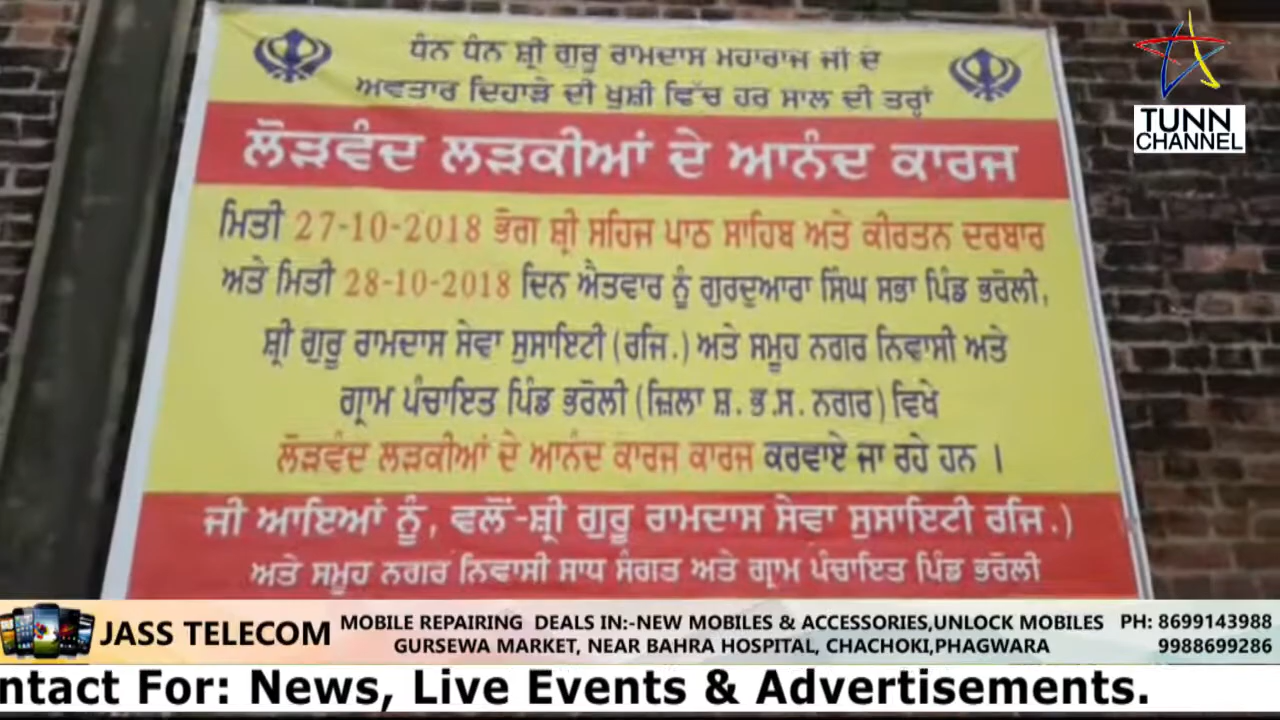 ਧੰਨ ਧੰਨ ਸ਼੍ਰੀ ਗੁਰੂ ਰਾਮਦਾਸ ਮਹਾਰਾਜ ਜੀ ਦੇ
ਅਵਤਾਰ ਦਿਹਾੜੇ ਦੀ ਖੁਸ਼ੀ ਵਿੱਚ ਹਰ ਸਾਲ ਦੀ ਤਰ੍ਹਾਂ
TUNN
CHANNEL
ਲੋੜਵੰਦ ਲੜਕੀਆਂ ਦੇ ਆਨੰਦ ਕਾਰਜ
ਮਿਤੀ 27-10-2018 ਭੋਗ ਸ਼੍ਰੀ ਸਹਿਜ ਪਾਠ ਸਾਹਿਬ ਅਤੇ ਕੀਰਤਨ ਦਰਬਾਰ
ਅਤੇ ਮਿਤੀ 28-10-2018 ਦਿਨ ਐਤਵਾਰ ਨੂੰ ਗੁਰਦੁਆਰਾ ਸਿੰਘ ਸਭਾ ਪਿੰਡ ਭਰੋਲੀ,
ਸ਼੍ਰੀ ਗੁਰੂ ਰਾਮਦਾਸ ਸੇਵਾ ਸੁਸਾਇਟੀ (ਰਜਿ.) ਅਤੇ ਸਮੂਹ ਨਗਰ ਨਿਵਾਸੀ ਅਤੇ
ਗ੍ਰਾਮ ਪੰਚਾਇਤ ਪਿੰਡ ਭਰੋਲੀ (ਜ਼ਿਲਾ ਸ਼. ਭ.ਸ. ਨਗਰ) ਵਿਖੇ
ਲੋੜਵੰਦ ਲੜਕੀਆਂ ਦੇ ਆਨੰਦ ਕਾਰਜ ਕਾਰਜ ਕਰਵਾਏ ਜਾ ਰਹੇ ਹਨ ।
ਜੀ ਆਇਆਂ ਨੂੰ, ਵਲੋਂ-ਸ਼੍ਰੀ ਗੁਰੂ ਰਾਮਦਾਸ ਸੇਵਾ ਸੁਸਾਇਟੀ ਰਜਿ.)
ਅਤੇ ਸਮੂਹ ਨਗਰ ਨਿਵਾਸੀ ਸਾਧ ਸੰਗਤ ਅਤੇ ਗ੍ਰਾਮ ਪੰਚਾਇਤ ਪਿੰਡ ਭਰੋਲੀ
JASS TELECOM
MOBILE REPAIRING DEALS IN:-NEW MOBILES & ACCESSORIES,UNLOCK MOBILES
GURSEWA MARKET, NEAR BAHRA HOSPITAL, CHACHOKI,PHAGWARA
PH: 8699143988
9988699286
ntact For: News, Live Events & Advertisements.